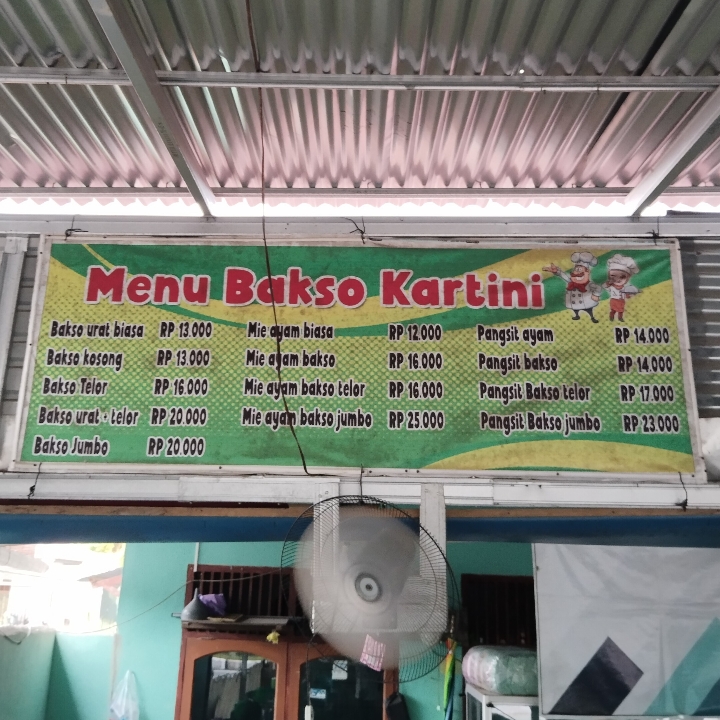 Menu Bakso Kartini
Bakso urat biasa RP 13.000
Bakso kosong RP 13.000
Bakso Telor RP 16.000
Bakso urat + telor RP 20.000
Bakso Jumbo RP 20.000
Mie ayam biasa RP 12.000
Mie ayam bakso RP 16.000
Mie ayam bakso telor RP 16.000
Mie ayam bakso jumbo RP 25.000
Pangsit ayam RP 14.000
Pangsit bakso RP 14.000
Pangsit Bakso telor RP 17.000
Pangsit Bakso jumbo RP 23.000